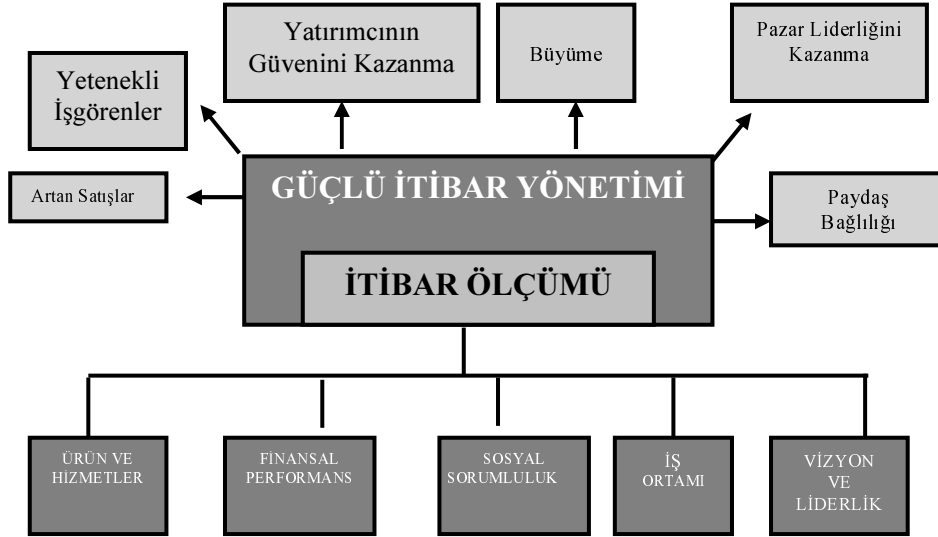 Yatırımcının
Güvenini Kazanma
Büyüme
Pazar Liderliğini
Kazanma
Yetenekli
İşgörenler
Artan Satışlar
GÜÇLÜ İTİBAR YÖNETİMİ
Paydaş
Bağlılığı
İTİBAR ÖLÇÜMÜ
ÜRÜN VE
HİZMETLER
FİNANSAL
PERFORMANS
SOSYAL
SORUMLULUK
İŞ
ORTAMI
VİZYON
VE
LİDERLİK